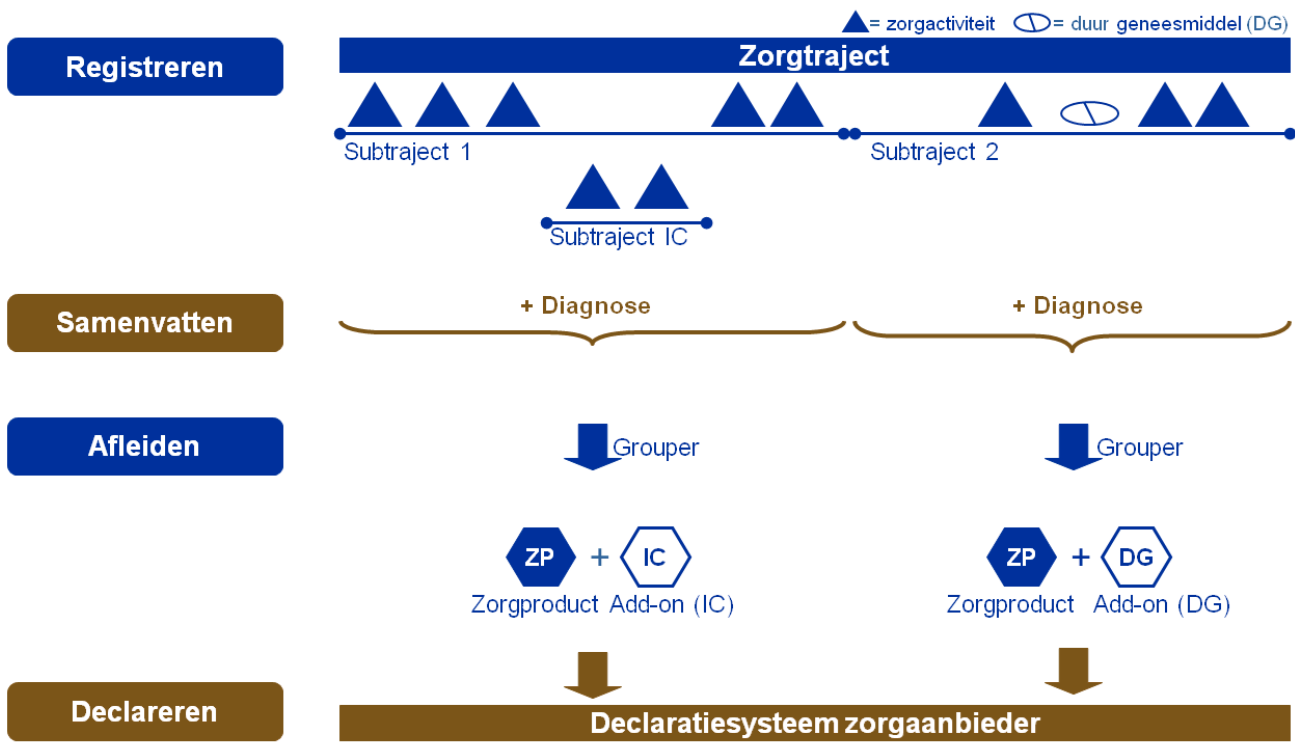 = zorgactiviteit = duur geneesmiddel (DG)
Registreren
Zorgtraject
Subtraject 1
Subtraject 2
Subtraject IC
Samenvatten
+ Diagnose
+ Diagnose
Afleiden
Grouper
Grouper
ZP + IC
ZP + DG
Zorgproduct Add-on (IC)
Zorgproduct Add-on (DG)
Declareren
Declaratiesysteem zorgaanbieder